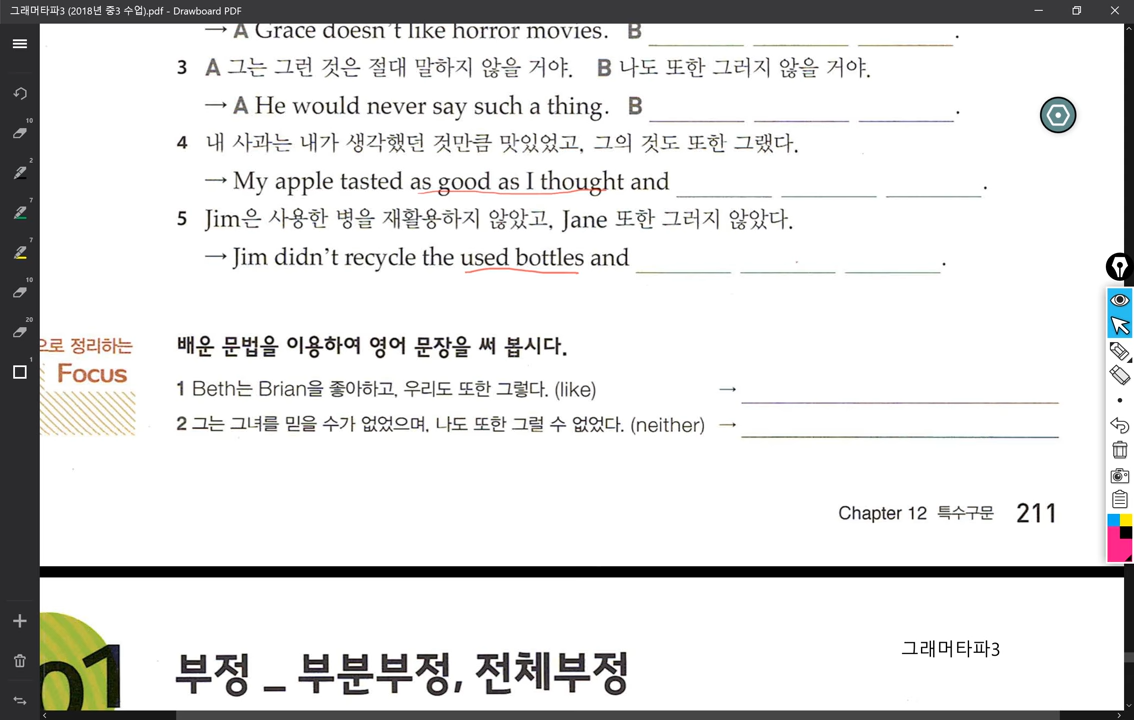 그래머타파3 (2018년 중3 수업).pdf - Drawboard PDF
→ A Grace doesn't like horror movies. B .
3 A 그는 그런 것은 절대 말하지 않을 거야. B 나도 또한 그러지 않을 거야.
→ A He would never say such a thing. B .
4 내 사과는 내가 생각했던 것만큼 맛있었고, 그의 것도 또한 그랬다.
→ My apple tasted as good as I thought and .
5 Jim은 사용한 병을 재활용하지 않았고, Jane 또한 그러지 않았다.
→ Jim didn't recycle the used bottles and .
으로 정리하는
Focus
배운 문법을 이용하여 영어 문장을 써 봅시다.
1 Beth는 Brian을 좋아하고, 우리도 또한 그렇다. (like) →
2 그는 그녀를 믿을 수가 없었으며, 나도 또한 그럴 수 없었다. (neither) →
Chapter 12 특수구문 211
01 부정 _ 부분부정, 전체부정
그래머타파3
10
2
7
7
10
20
1